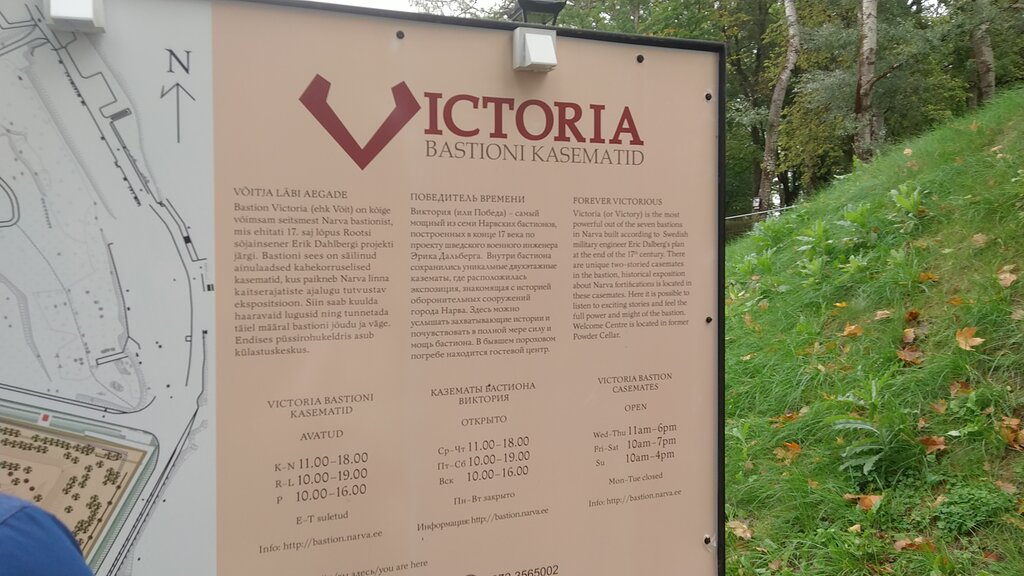 N
VICTORIA
BASTIONI KASEMATID
VÕITJA LÄBI AEGADE
Bastion Victoria (ehk Võit) on kõige
võimsam seitsmest Narva bastionist,
mis ehitati 17. saj lõpus Rootsi
sõjainsener Erik Dahlbergi projekti
järgi. Bastioni sees on säilinud
ainulaadsed kahekorruselised
kasematid, kus paikneb Narva linna
kaitserajatiste ajalugu tutvustav
ekspositsioon. Siin saab kuulda
haaravaid lugusid ning tunnetada
täiel määral bastioni jõudu ja väge.
Endises püssirohukeldris asub
külastuskeskus.
ПОБЕДИТЕЛЬ ВРЕМЕНИ
Виктория (или Победа) – самый
мощный из семи Нарвских бастионов,
построенных в конце 17 века по
проекту шведского военного инженера
Эрика Дальберга. Внутри бастиона
сохранились уникальные двухэтажные
казематы, где расположилась
экспозиция, знакомящая с историей
оборонительных сооружений
города Нарва. Здесь можно
услышать захватывающие истории и
почувствовать в полной мере силу и
мощь бастиона. В бывшем пороховом
погребе находится гостевой центр.
FOREVER VICTORIOUS
Victoria (or Victory) is the most
powerful out of the seven bastions
in Narva built according to Swedish
military engineer Eric Dalberg's plan
at the end of the 17th century. There
are unique two-storied casemates
in the bastion, historical exposition
about Narva fortifications is located in
these casemates. Here it is possible to
listen to exciting stories and feel the
full power and might of the bastion.
Welcome Centre is located in former
Powder Cellar.
VICTORIA BASTIONI
KASEMATID
AVATUD
K–N 11.00–18.00
R–L 10.00–19.00
P 10.00–16.00
E–T suletud
Info: http://bastion.narva.ee
КАЗЕМАТЫ БАСТИОНА
ВИКТОРИЯ
ОТКРЫТО
Ср-Чт 11.00-18.00
Пт-Сб 10.00-19.00
Вск 10.00-16.00
Пн-Вт закрыто
Информация: http://bastion.narva.ee
VICTORIA BASTION
CASEMATES
OPEN
Wed-Thu 11am–6pm
Fri-Sat 10am–7pm
Su 10am–4pm
Mon-Tue closed
Info: http://bastion.narva.ee
здесь/you are here
3565002